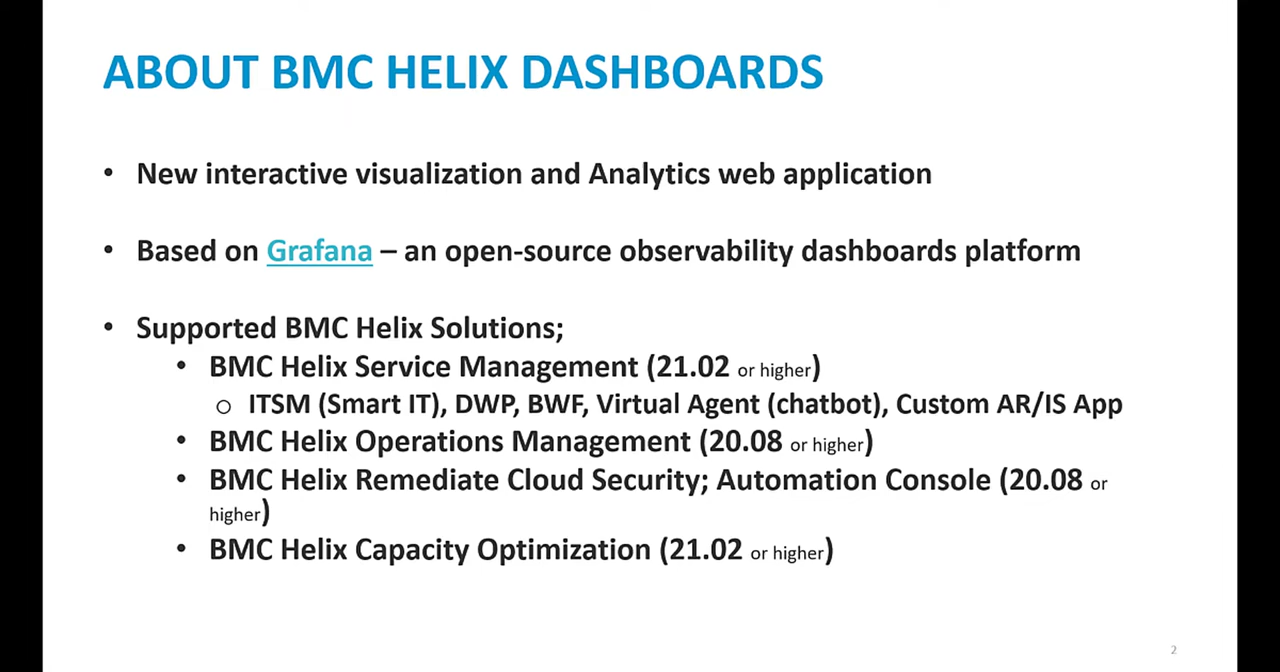 ABOUT BMC HELIX DASHBOARDS
• New interactive visualization and Analytics web application
• Based on Grafana – an open-source observability dashboards platform
• Supported BMC Helix Solutions;
• BMC Helix Service Management (21.02 or higher)
o ITSM (Smart IT), DWP, BWF, Virtual Agent (chatbot), Custom AR/IS App
• BMC Helix Operations Management (20.08 or higher)
• BMC Helix Remediate Cloud Security; Automation Console (20.08 or
higher)
• BMC Helix Capacity Optimization (21.02 or higher)
2